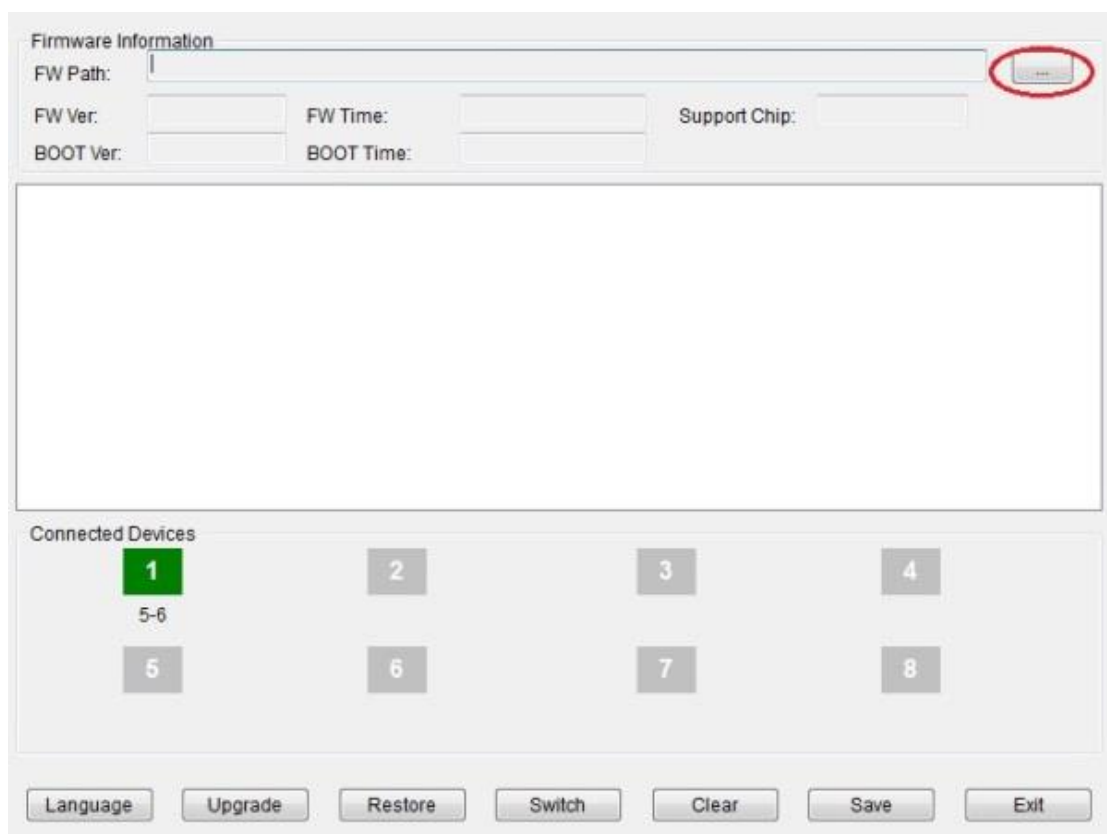 Firmware Information
FW Path:
...
FW Ver:
FW Time:
Support Chip:
BOOT Ver:
BOOT Time:
Connected Devices
1
2
3
4
5-6
5
6
7
8
Language
Upgrade
Restore
Switch
Clear
Save
Exit